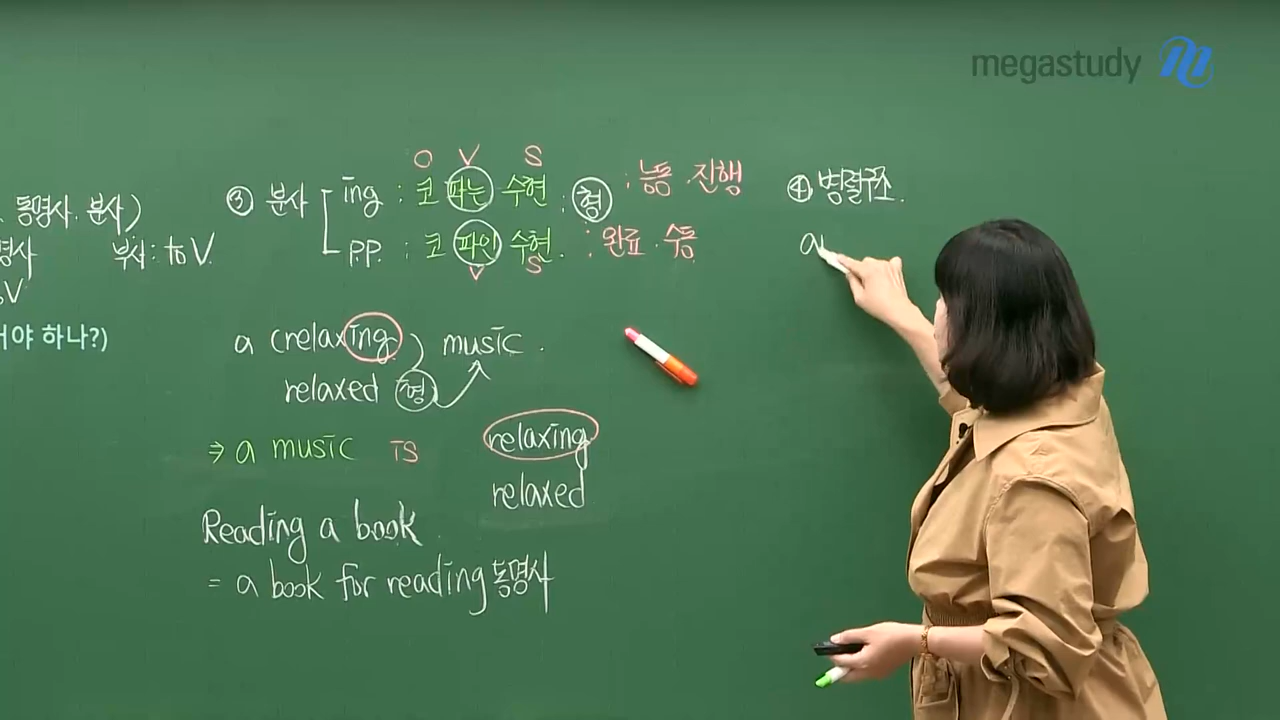 megastudy
동명사. 분사)
명사 부사: to V.
V
어야 하나?)
③ 분사
O V S
ing : 코 파는 수현 : 형 : 능동 . 진행
P.P. : 코 파인 수현. : 완료 . 수동
V S
a (relaxing) music .
relaxed 형
⇒ a music is relaxing
relaxed
Reading a book
= a book for reading 동명사
④ 병렬구조.
a